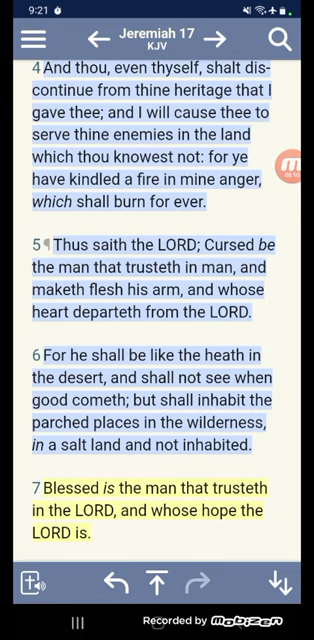 9:21
Jeremiah 17
KJV
4 And thou, even thyself, shalt dis-
continue from thine heritage that I
gave thee; and I will cause thee to
serve thine enemies in the land
which thou knowest not: for ye
have kindled a fire in mine anger,
which shall burn for ever.
5 ¶ Thus saith the LORD; Cursed be
the man that trusteth in man, and
maketh flesh his arm, and whose
heart departeth from the LORD.
6 For he shall be like the heath in
the desert, and shall not see when
good cometh; but shall inhabit the
parched places in the wilderness,
in a salt land and not inhabited.
7 Blessed is the man that trusteth
in the LORD, and whose hope the
LORD is.
Recorded by mobizen